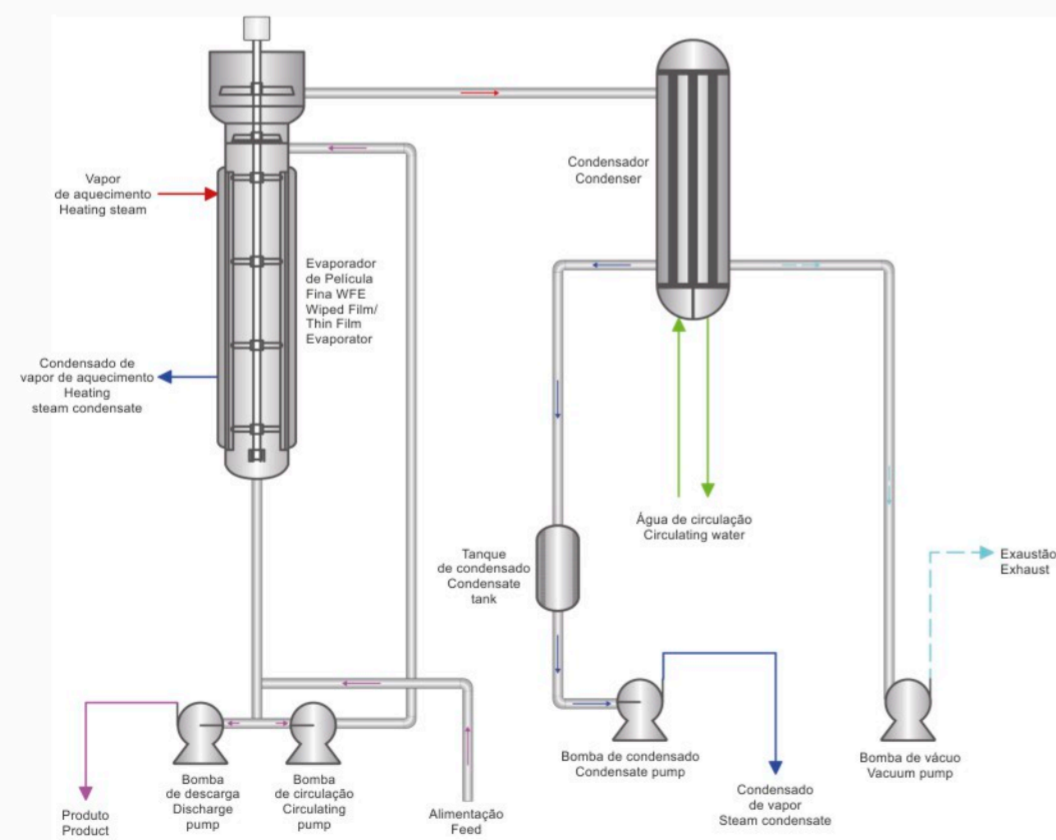 Condensador
Condenser
Vapor
de aquecimento
Heating steam
Evaporador
de Película
Fina WFE
Wiped Film/
Thin Film
Evaporator
Condensado de
vapor de aquecimento
Heating
steam condensate
Água de circulação
Circulating water
Tanque
de condensado
Condensate
tank
Exaustão
Exhaust
Bomba de condensado
Condensate pump
Bomba de vácuo
Vacuum pump
Bomba
de descarga
Discharge
pump
Bomba
de circulação
Circulating
pump
Produto
Product
Alimentação
Feed
Condensado
de vapor
Steam condensate